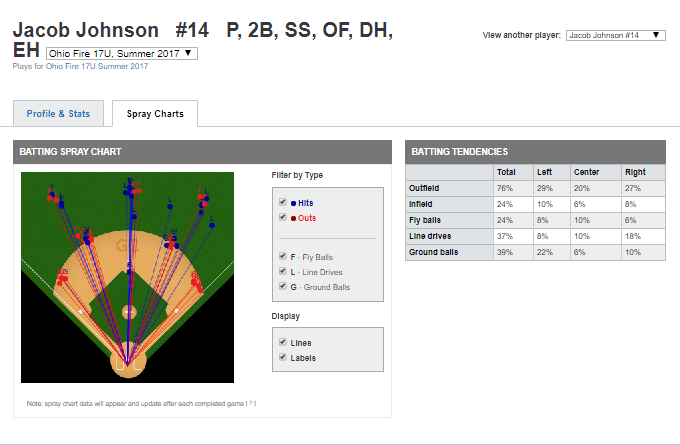 Jacob Johnson #14 P, 2B, SS, OF, DH,
EH Ohio Fire 17U, Summer 2017
Plays for Ohio Fire 17U Summer 2017
View another player: Jacob Johnson #14
Profile & Stats
Spray Charts
BATTING SPRAY CHART
Filter by Type
Hits
Outs
F - Fly Balls
L - Line Drives
G - Ground Balls
Display
Lines
Labels
Note: spray chart data will appear and update after each completed game [ ? ]
BATTING TENDENCIES
Total Left Center Right
Outfield 76% 29% 20% 27%
Infield 24% 10% 6% 8%
Fly balls 24% 8% 10% 6%
Line drives 37% 8% 10% 18%
Ground balls 39% 22% 6% 10%